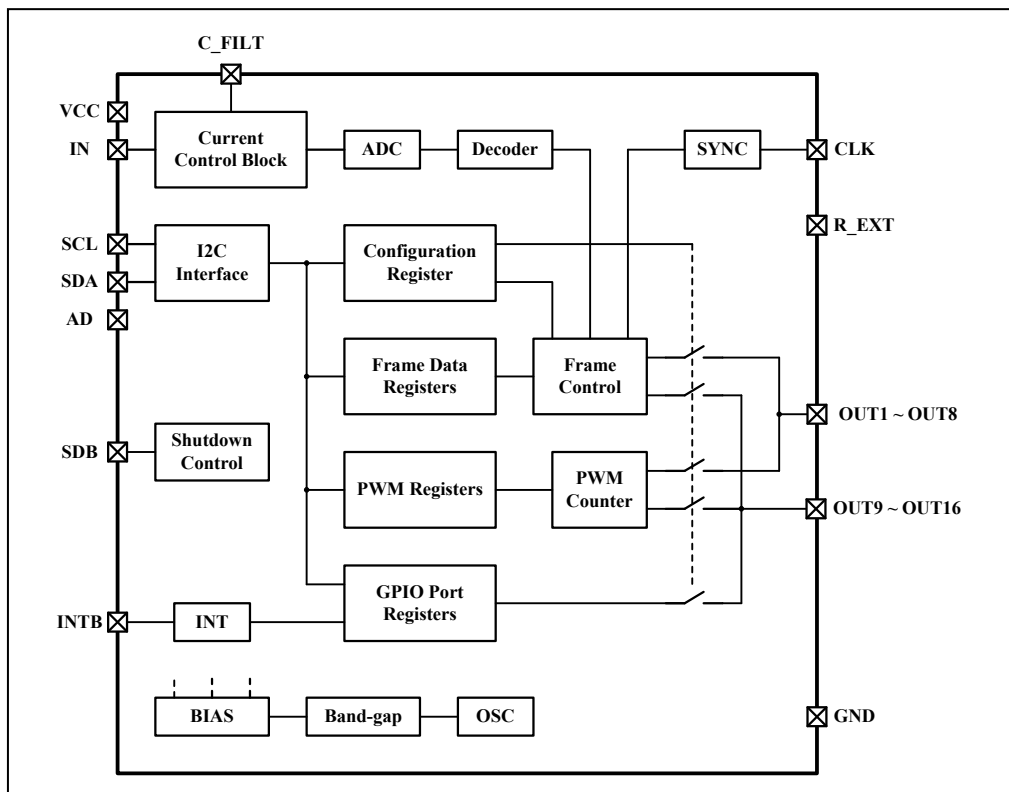 C_FILT
VCC
IN
Current
Control Block
ADC
Decoder
SYNC
CLK
R_EXT
SCL
SDA
AD
I2C
Interface
Configuration
Register
Frame Data
Registers
Frame
Control
OUT1 ~ OUT8
SDB
Shutdown
Control
PWM Registers
PWM
Counter
OUT9 ~ OUT16
GPIO Port
Registers
INTB
INT
BIAS
Band-gap
OSC
GND